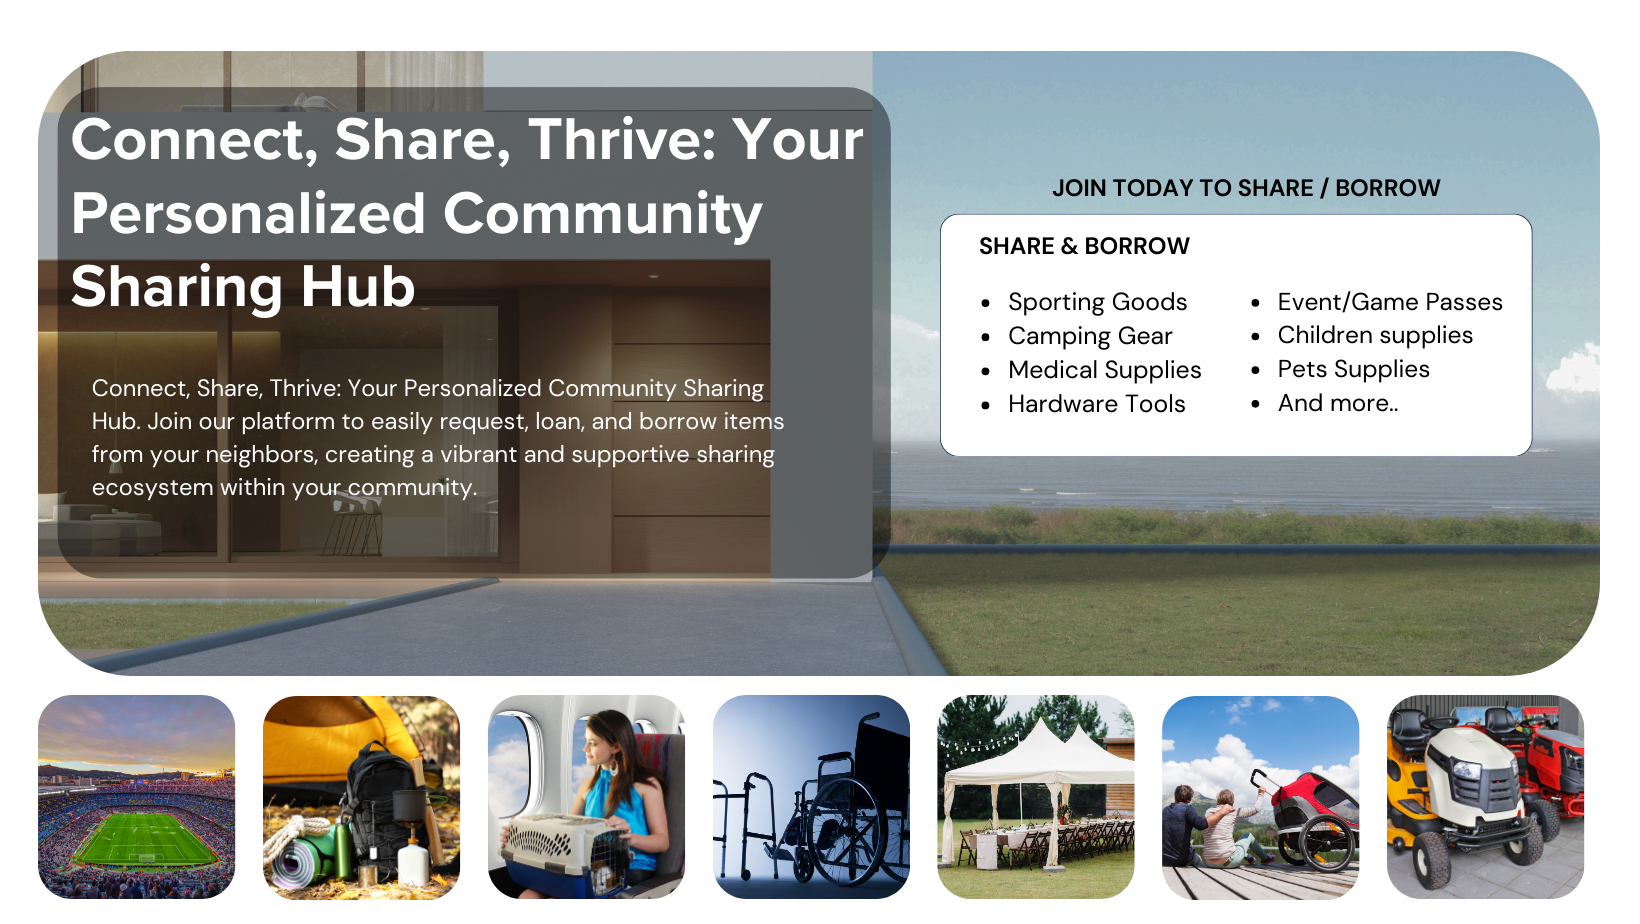 Connect, Share, Thrive: Your
Personalized Community
Sharing Hub
Connect, Share, Thrive: Your Personalized Community Sharing
Hub. Join our platform to easily request, loan, and borrow items
from your neighbors, creating a vibrant and supportive sharing
ecosystem within your community.
JOIN TODAY TO SHARE / BORROW
SHARE & BORROW
Sporting Goods
Camping Gear
Medical Supplies
Hardware Tools
Event/Game Passes
Children supplies
Pets Supplies
And more..